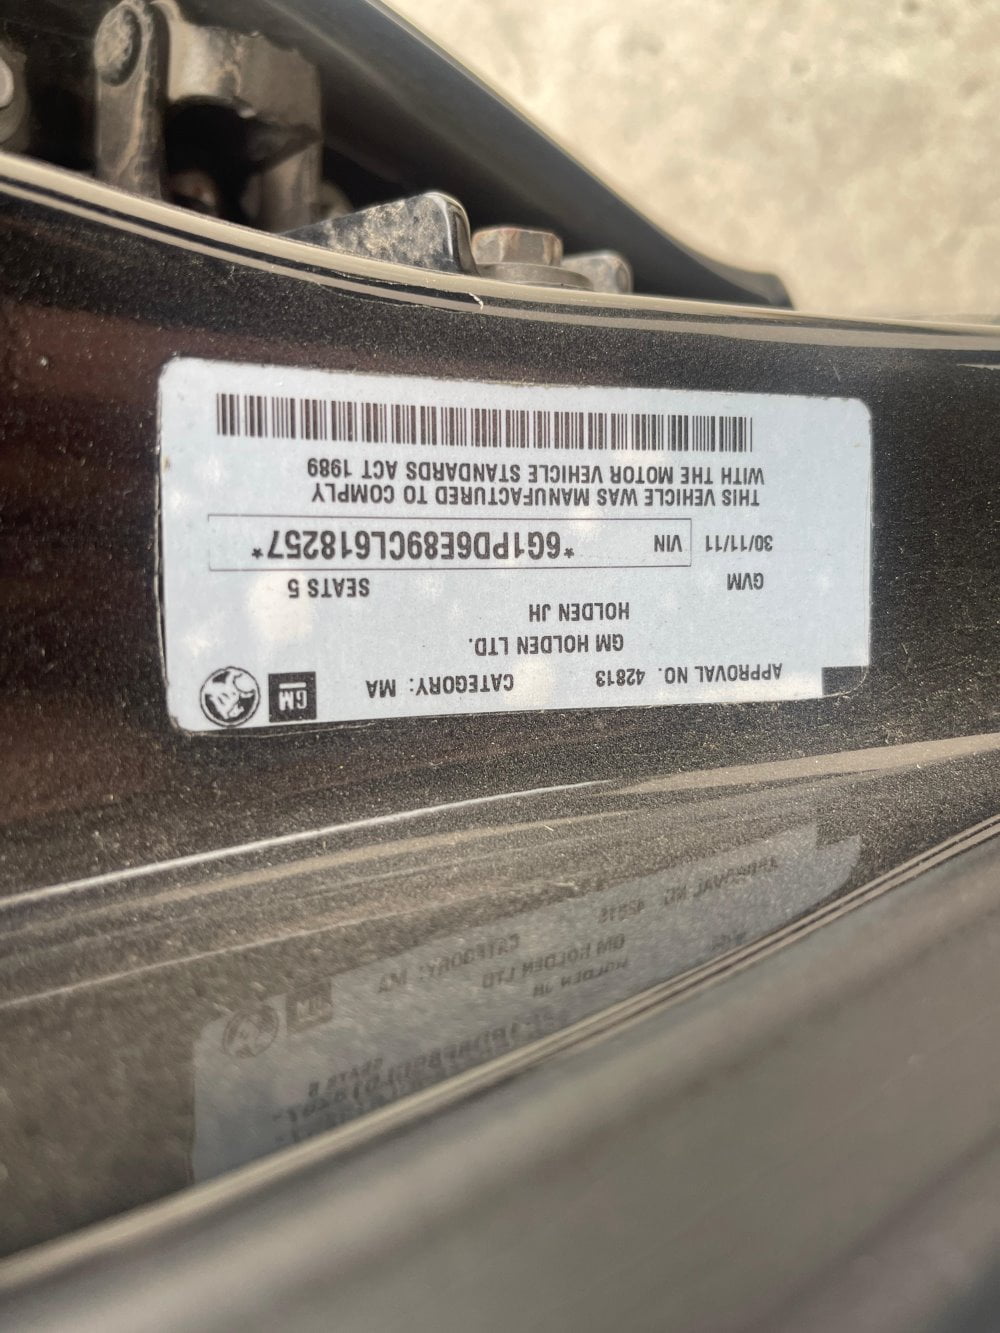 APPROVAL NO. 42813 CATEGORY: MA GM
GM HOLDEN LTD.
HOLDEN JH
GVM SEATS 5
30/11/11 VIN *6G1PD6E89CL618257*
THIS VEHICLE WAS MANUFACTURED TO COMPLY
WITH THE MOTOR VEHICLE STANDARDS ACT 1989